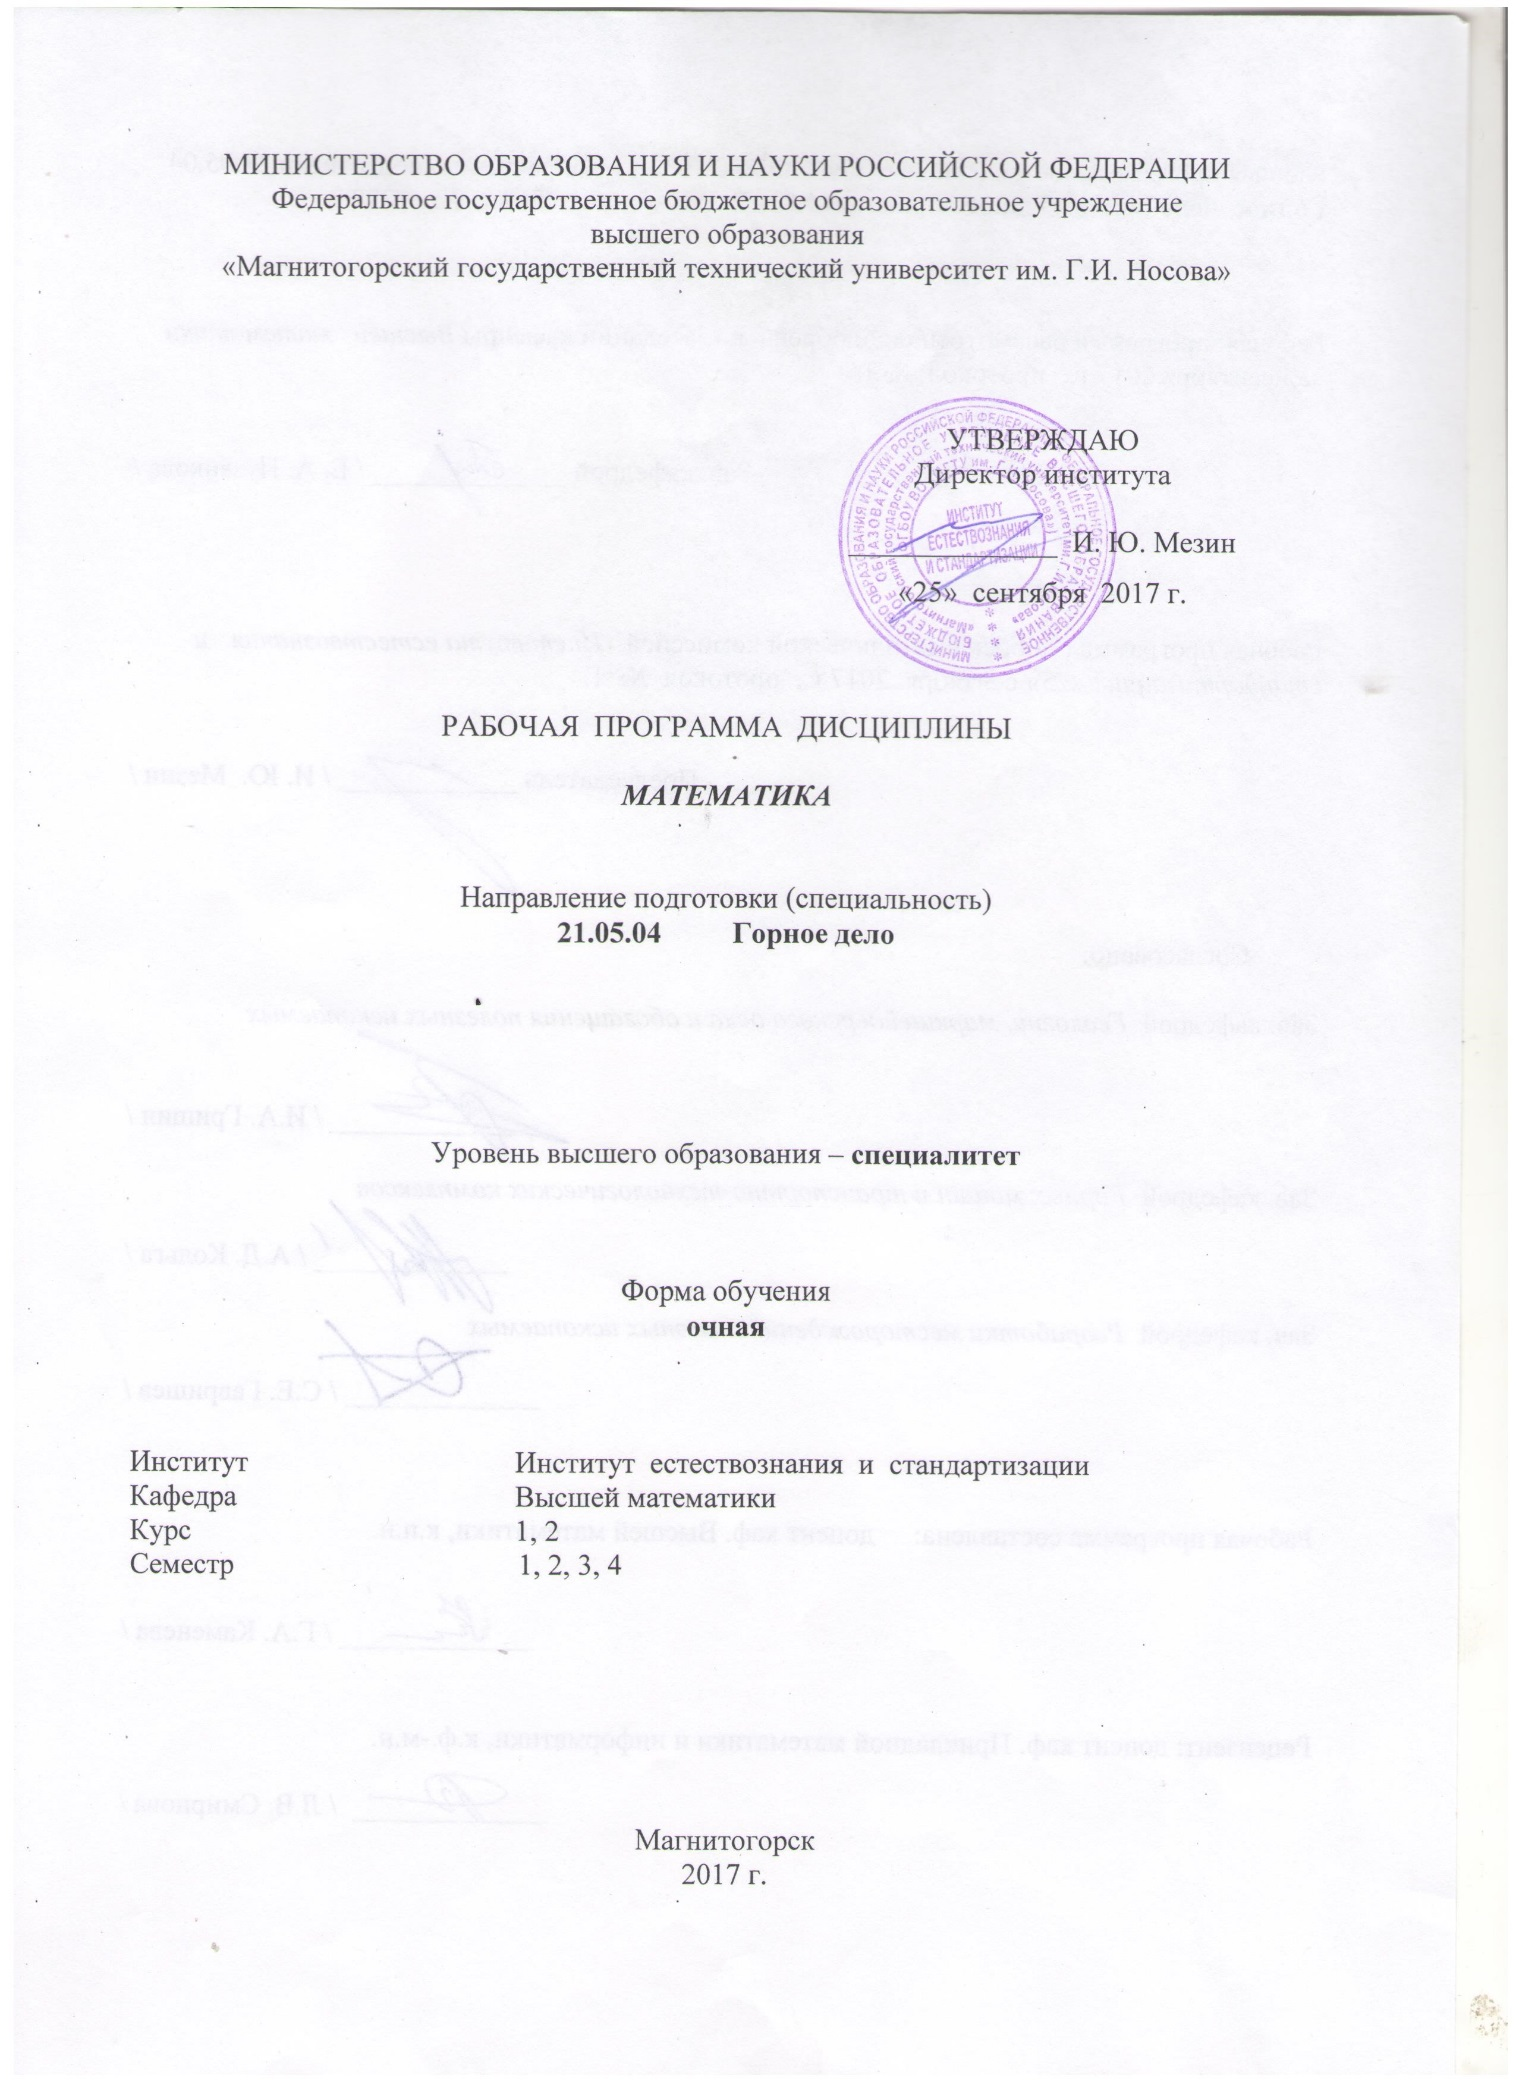 МИНИСТЕРСТВО ОБРАЗОВАНИЯ И НАУКИ РОССИЙСКОЙ ФЕДЕРАЦИИ
Федеральное государственное бюджетное образовательное учреждение
высшего образования
«Магнитогорский государственный технический университет им. Г.И. Носова»
УТВЕРЖДАЮ
Директор института
ИНСТИТУТ
ЕСТЕСТВОЗНАНИЯ
И СТАНДАРТИЗАЦИИ
И. Ю. Мезин
«25» сентября 2017 г.
РАБОЧАЯ ПРОГРАММА ДИСЦИПЛИНЫ
МАТЕМАТИКА
Направление подготовки (специальность)
21.05.04 Горное дело
Уровень высшего образования – специалитет
Форма обучения
очная
Институт Институт естествознания и стандартизации
Кафедра Высшей математики
Курс 1, 2
Семестр 1, 2, 3, 4
Магнитогорск
2017 г.